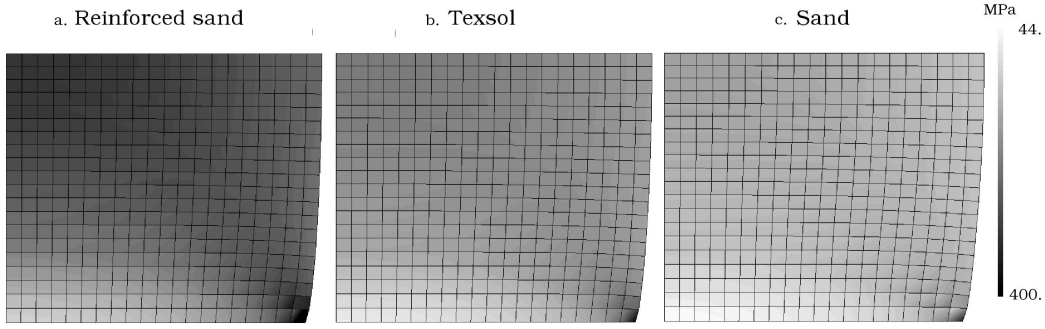 a. Reinforced sand
b. Texsol
c. Sand
MPa
44.
400.